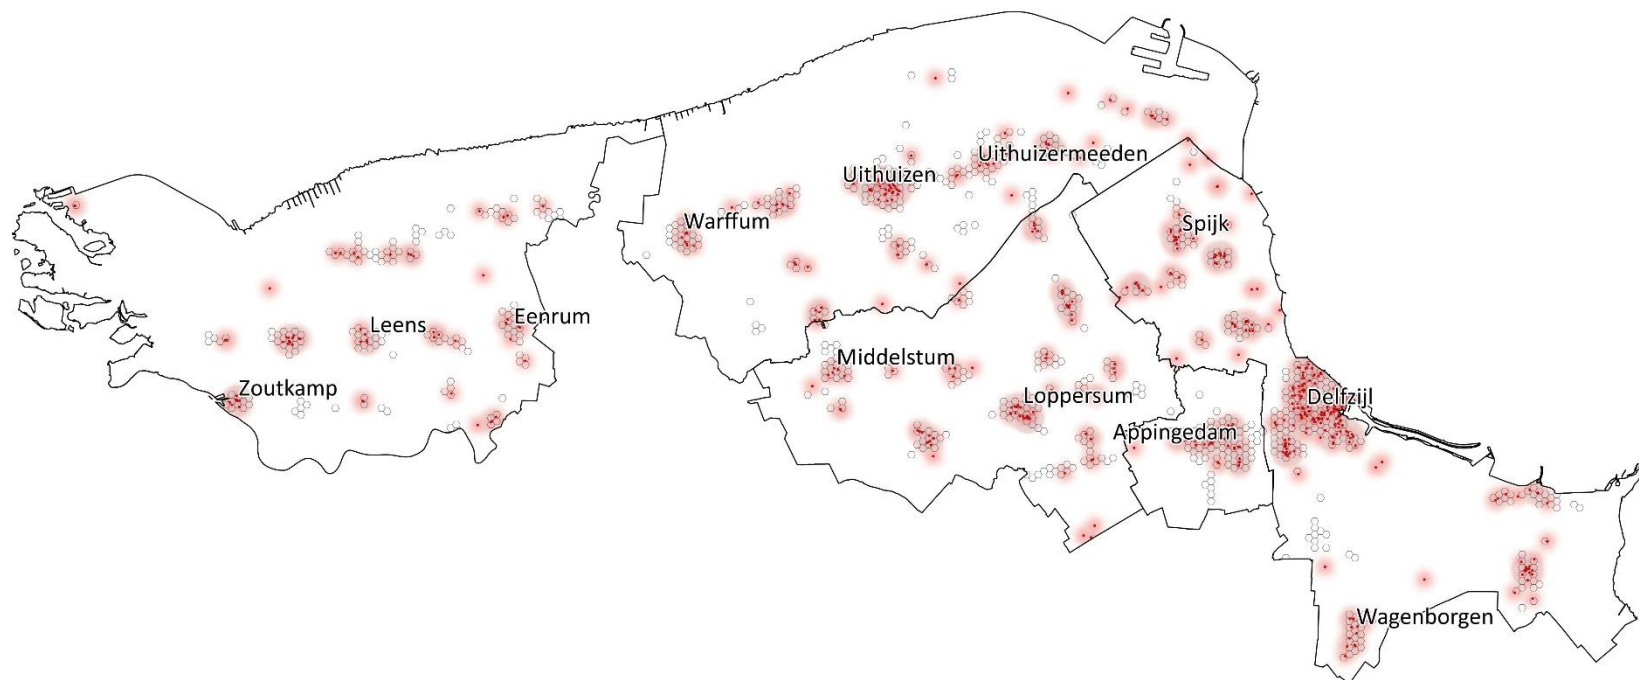 Uithuizermeeden
Uithuizen
Warffum
Spijk
Eenrum
Leens
Middelstum
Zoutkamp
Loppersum
Delfzijl
Appingedam
Wagenborgen